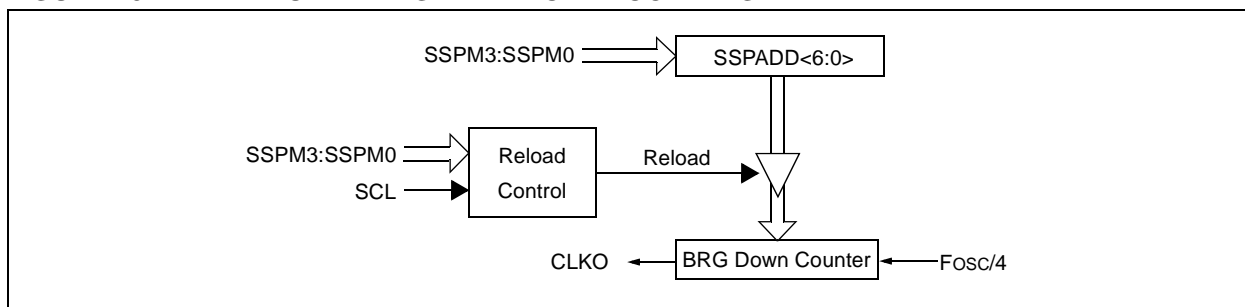 SSPM3:SSPM0
SSPADD<6:0>
SSPM3:SSPM0
SCL
Reload
Control
Reload
CLKO
BRG Down Counter
FOSC/4